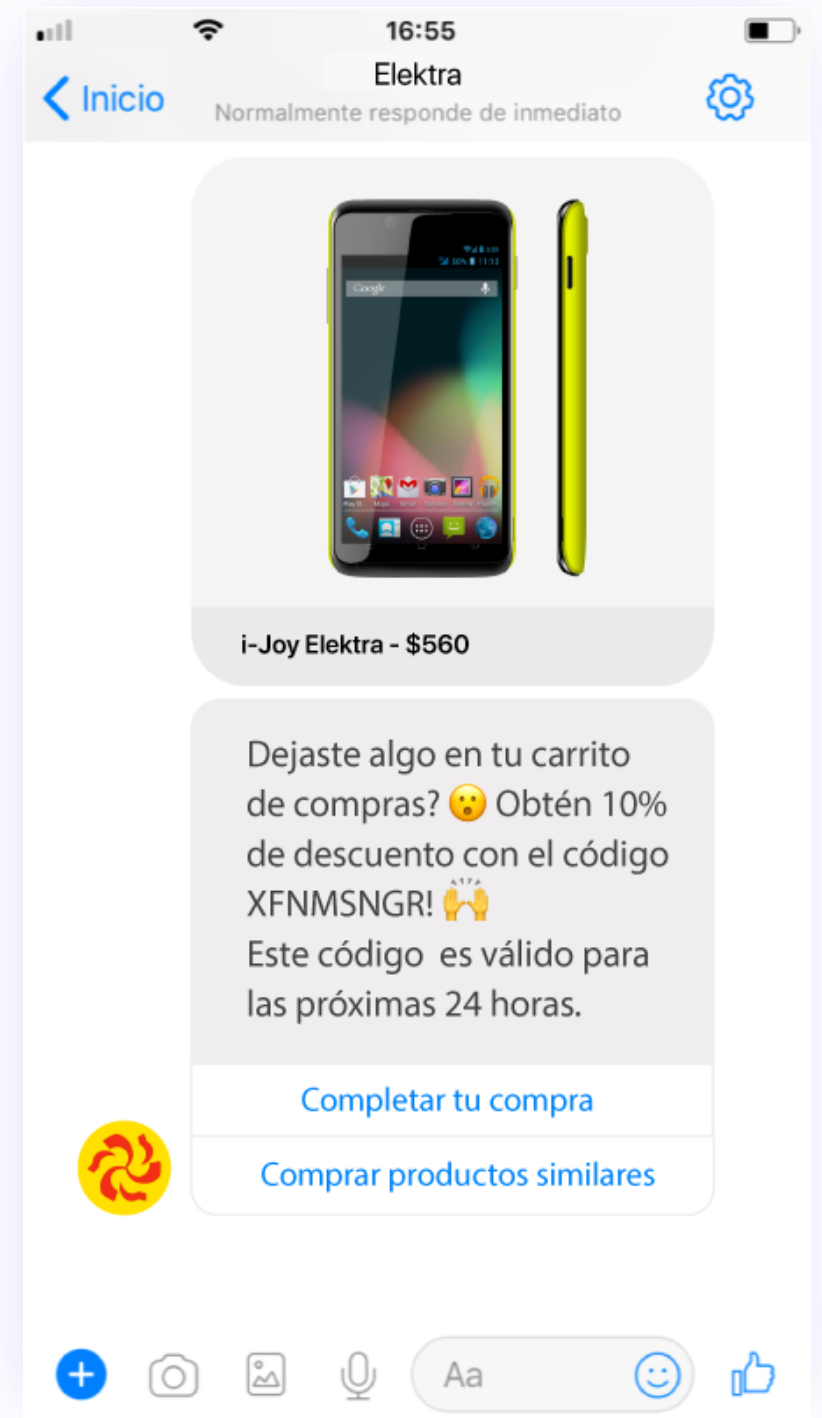 16:55
Inicio
Elektra
Normalmente responde de inmediato
Google
i-Joy Elektra - $560
Dejaste algo en tu carrito
de compras? 😮 Obtén 10%
de descuento con el código
XFNMSNGR! 🙌
Este código es válido para
las próximas 24 horas.
Completar tu compra
Comprar productos similares
Aa